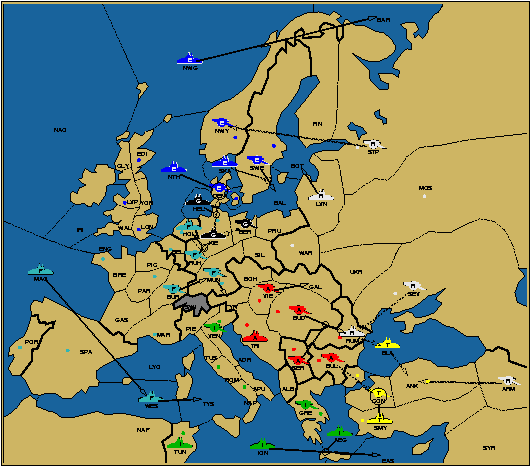 BAR
NWG
NAO
NWY
FIN
STP
CLY
EDI
SKA
SWE
BOT
NTH
MOS
DEN
LVN
LVP
YOR
HEL
BAL
IRI
WAL
LON
HOL
KIE
BER
PRU
WAR
ENG
BEL
RUH
SIL
UKR
MAO
PIC
BRE
MUN
BOH
GAL
PAR
BUR
VIE
SEV
GAS
BUD
RUM
MAR
PIE
VEN
TRI
BLA
POR
SPA
TUS
ADR
SER
BUL
LYO
ROM
ALB
ANK
ARM
APU
CON
WES
TYS
NAP
GRE
SMY
NAF
TUN
ION
AEG
SYR
EAS